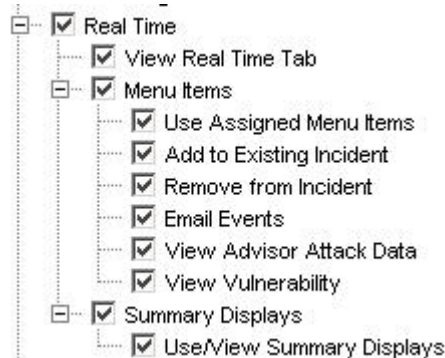 Real Time
View Real Time Tab
Menu Items
Use Assigned Menu Items
Add to Existing Incident
Remove from Incident
Email Events
View Advisor Attack Data
View Vulnerability
Summary Displays
Use/View Summary Displays